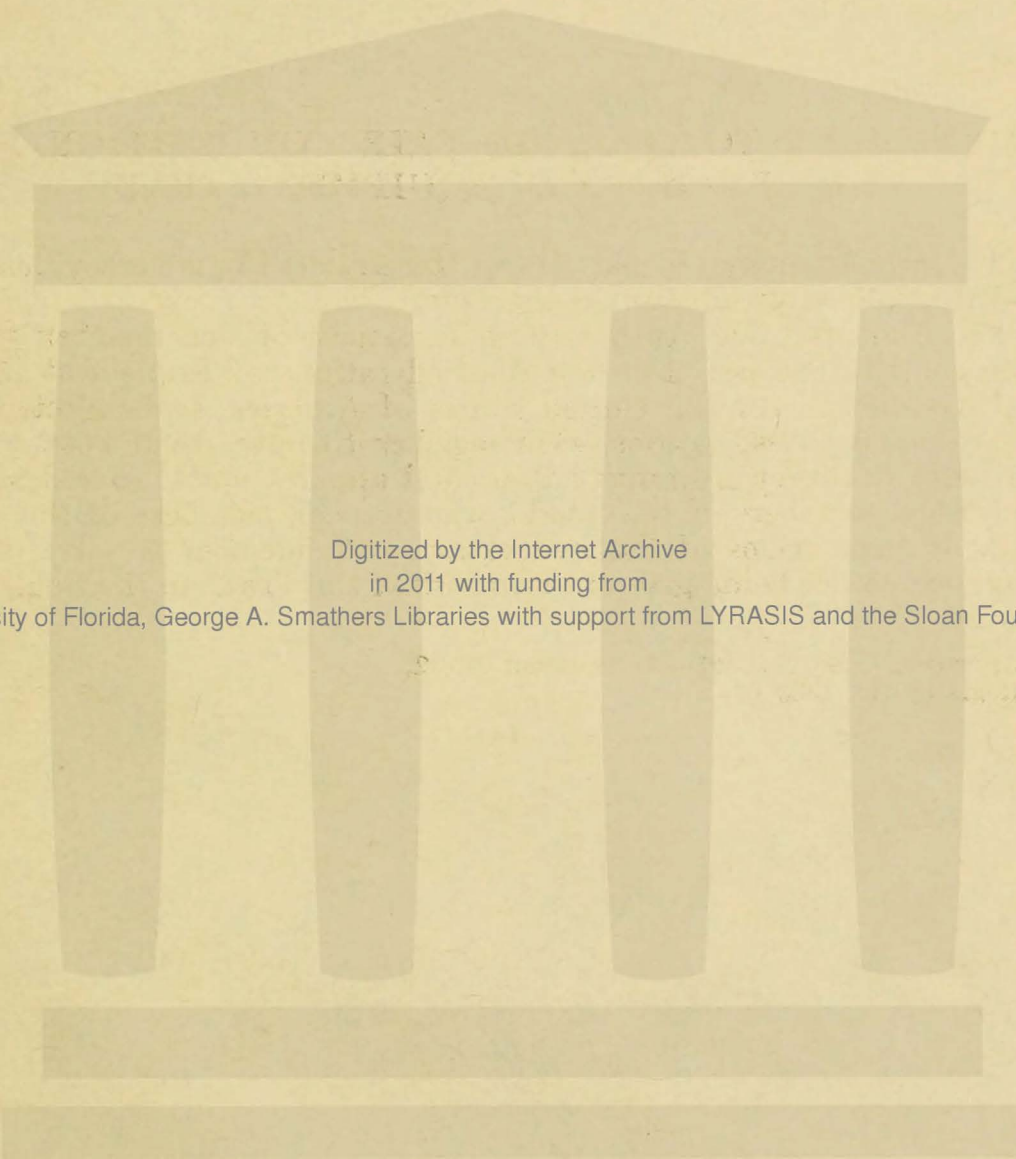 Digitized by the Internet Archive
in 2011 with funding from
ity of Florida, George A. Smathers Libraries with support from LYRASIS and the Sloan Fou